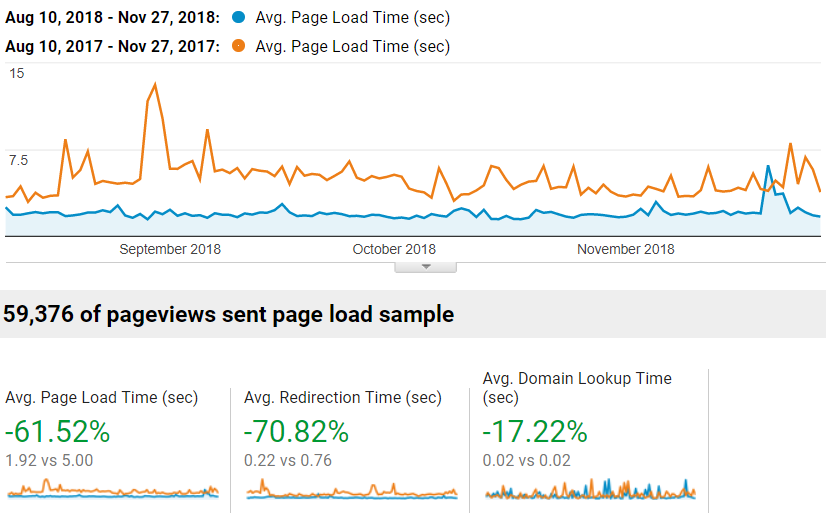 Aug 10, 2018 - Nov 27, 2018: Avg. Page Load Time (sec)
Aug 10, 2017 - Nov 27, 2017: Avg. Page Load Time (sec)
15
7.5
September 2018 October 2018 November 2018
59,376 of pageviews sent page load sample
Avg. Page Load Time (sec)
-61.52%
1.92 vs 5.00
Avg. Redirection Time (sec)
-70.82%
0.22 vs 0.76
Avg. Domain Lookup Time
(sec)
-17.22%
0.02 vs 0.02